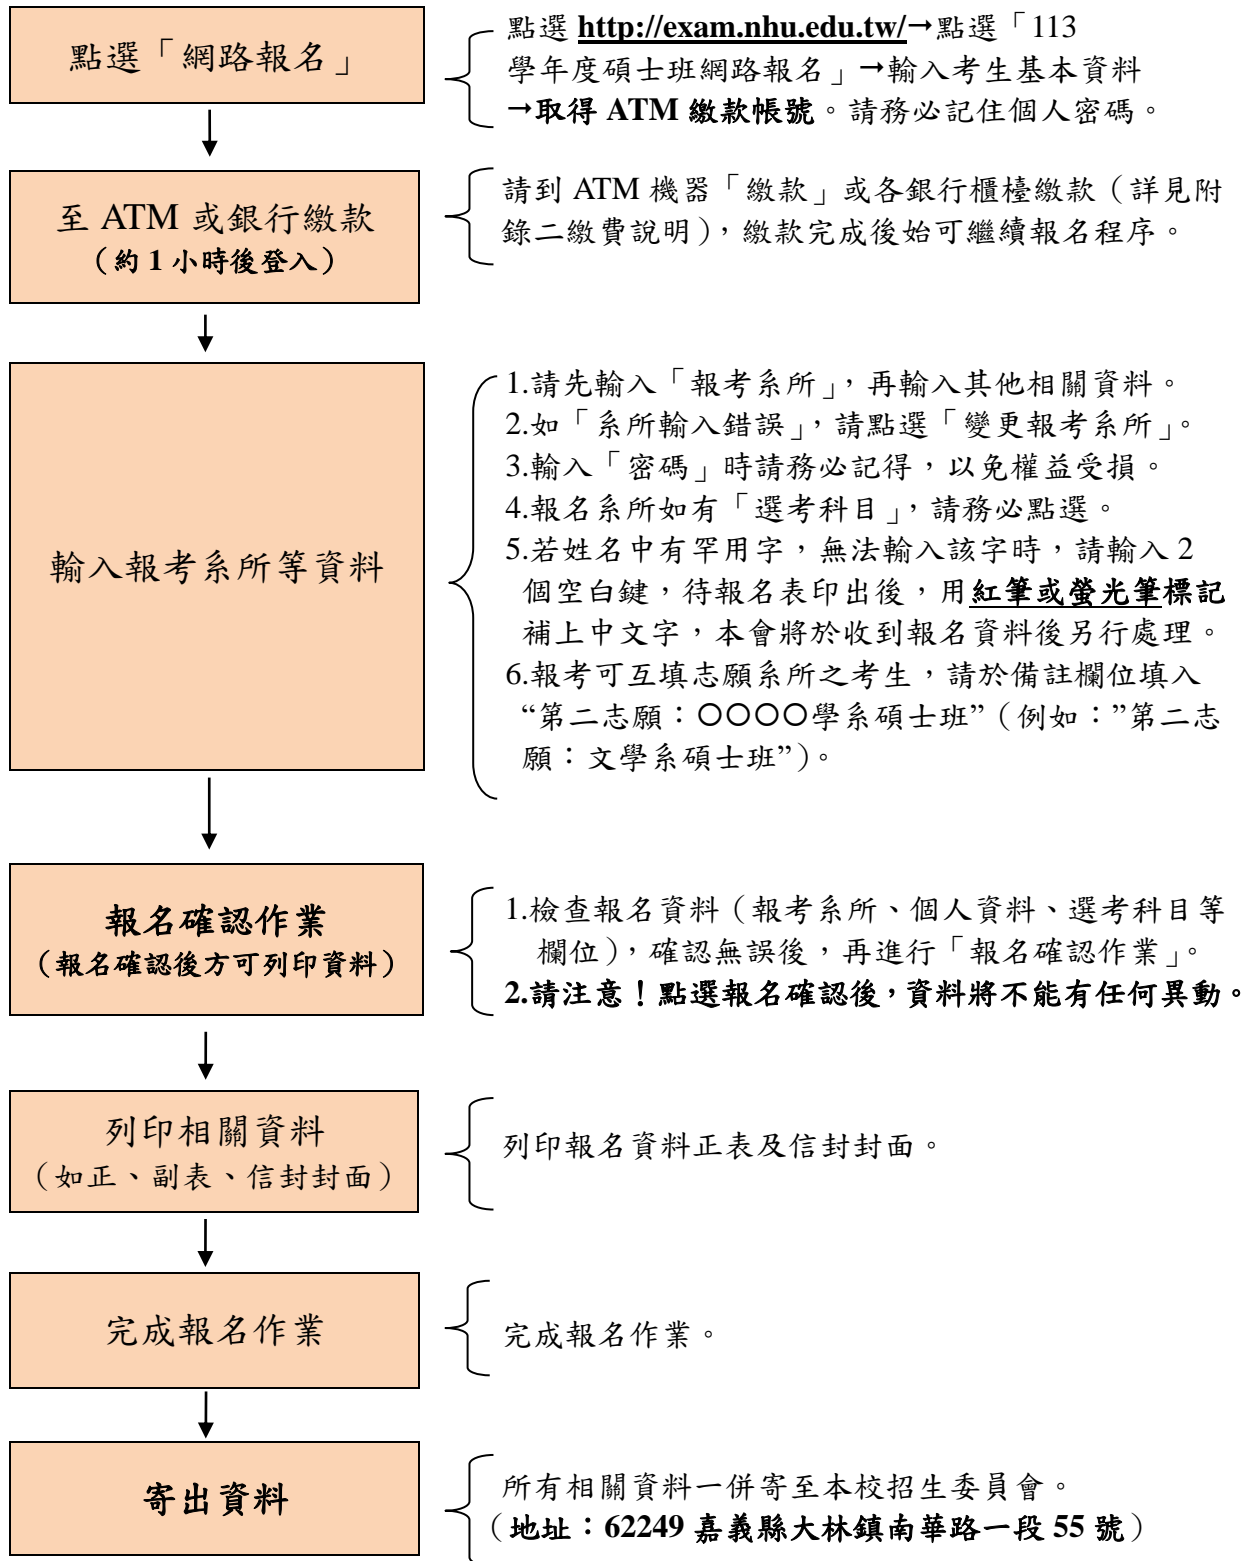 點選「網路報名」
點選 http://exam.nhu.edu.tw/→點選「113
學年度碩士班網路報名」→輸入考生基本資料
→取得 ATM 繳款帳號。請務必記住個人密碼。
至 ATM 或銀行繳款
（約 1 小時後登入）
請到 ATM 機器「繳款」或各銀行櫃檯繳款（詳見附
錄二繳費說明），繳款完成後始可繼續報名程序。
輸入報考系所等資料
1.請先輸入「報考系所」，再輸入其他相關資料。
2.如「系所輸入錯誤」，請點選「變更報考系所」。
3.輸入「密碼」時請務必記得，以免權益受損。
4.報名系所如有「選考科目」，請務必點選。
5.若姓名中有罕用字，無法輸入該字時，請輸入 2
個空白鍵，待報名表印出後，用紅筆或螢光筆標記
補上中文字，本會將於收到報名資料後另行處理。
6.報考可互填志願系所之考生，請於備註欄位填入
“第二志願：○○○○學系碩士班”（例如：”第二志
願：文學系碩士班”）。
報名確認作業
（報名確認後方可列印資料）
1.檢查報名資料（報考系所、個人資料、選考科目等
欄位），確認無誤後，再進行「報名確認作業」。
2.請注意！點選報名確認後，資料將不能有任何異動。
列印相關資料
（如正、副表、信封封面）
列印報名資料正表及信封封面。
完成報名作業
完成報名作業。
寄出資料
所有相關資料一併寄至本校招生委員會。
（地址：62249 嘉義縣大林鎮南華路一段 55 號）